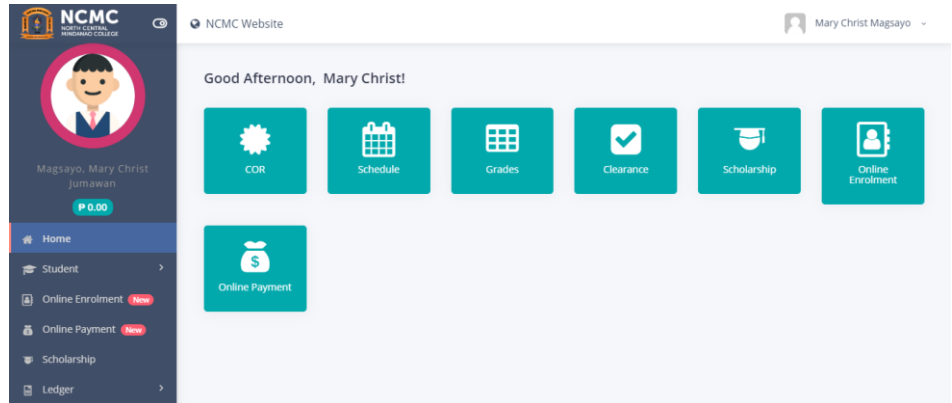 NCMC
NORTH CENTRAL
MINDANAO COLLEGE
NCMC Website
Mary Christ Magsayo
Magsayo, Mary Christ
Jumawan
₱ 0.00
Home
Student
Online Enrolment New
Online Payment New
Scholarship
Ledger
Good Afternoon, Mary Christ!
COR
Schedule
Grades
Clearance
Scholarship
Online
Enrolment
$
Online Payment